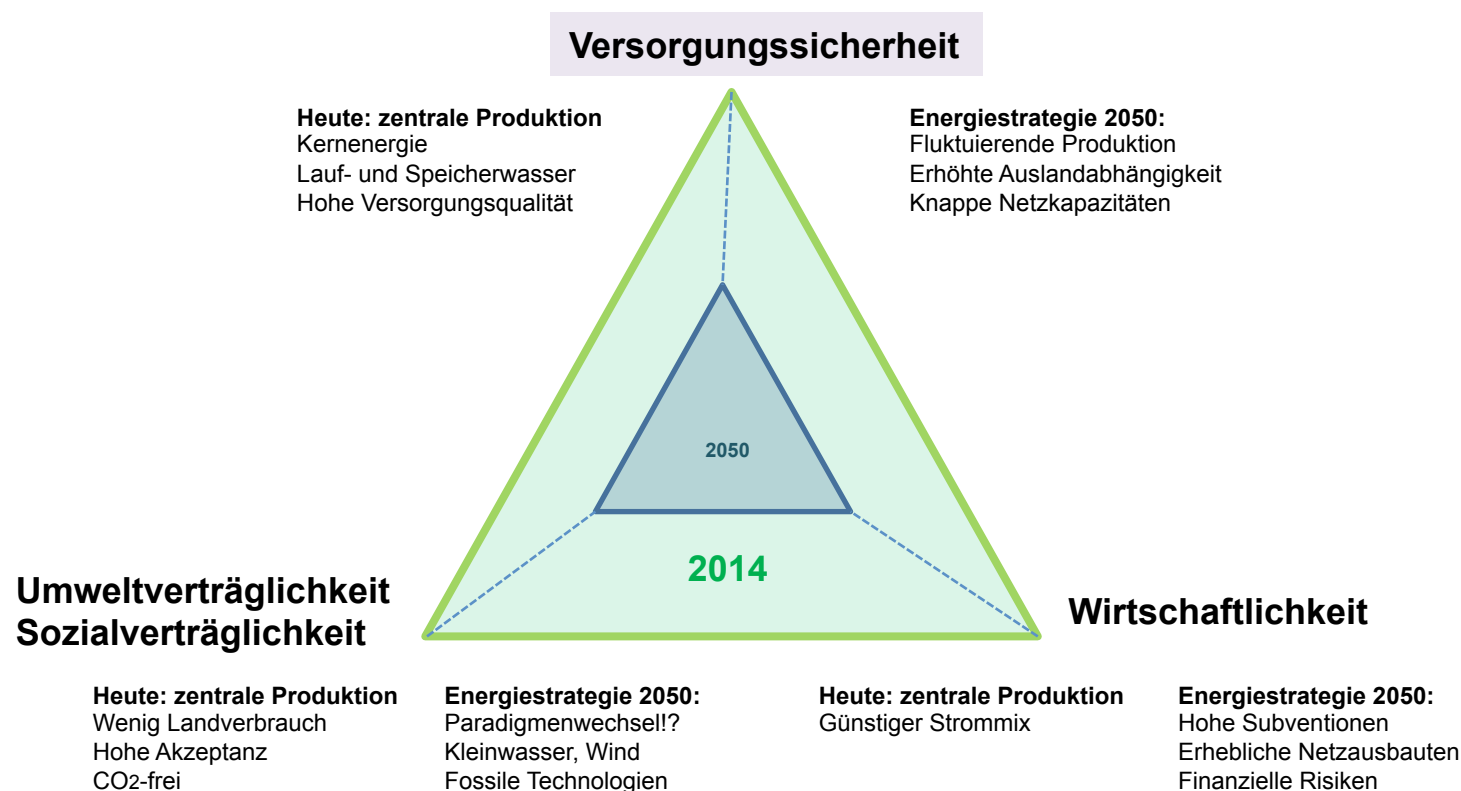 Versorgungssicherheit
Heute: zentrale Produktion
Kernenergie
Lauf- und Speicherwasser
Hohe Versorgungsqualität
Energiestrategie 2050:
Fluktuierende Produktion
Erhöhte Auslandabhängigkeit
Knappe Netzkapazitäten
2050
2014
Umweltverträglichkeit
Sozialverträglichkeit
Wirtschaftlichkeit
Heute: zentrale Produktion
Wenig Landverbrauch
Hohe Akzeptanz
CO2-frei
Energiestrategie 2050:
Paradigmenwechsel!?
Kleinwasser, Wind
Fossile Technologien
Heute: zentrale Produktion
Günstiger Strommix
Energiestrategie 2050:
Hohe Subventionen
Erhebliche Netzausbauten
Finanzielle Risiken